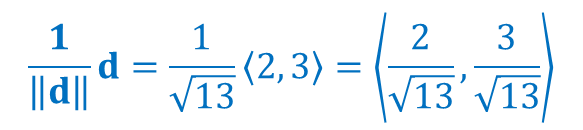 1/‖d‖ d = 1/√13 ⟨2, 3⟩ = ⟨2/√13, 3/√13⟩